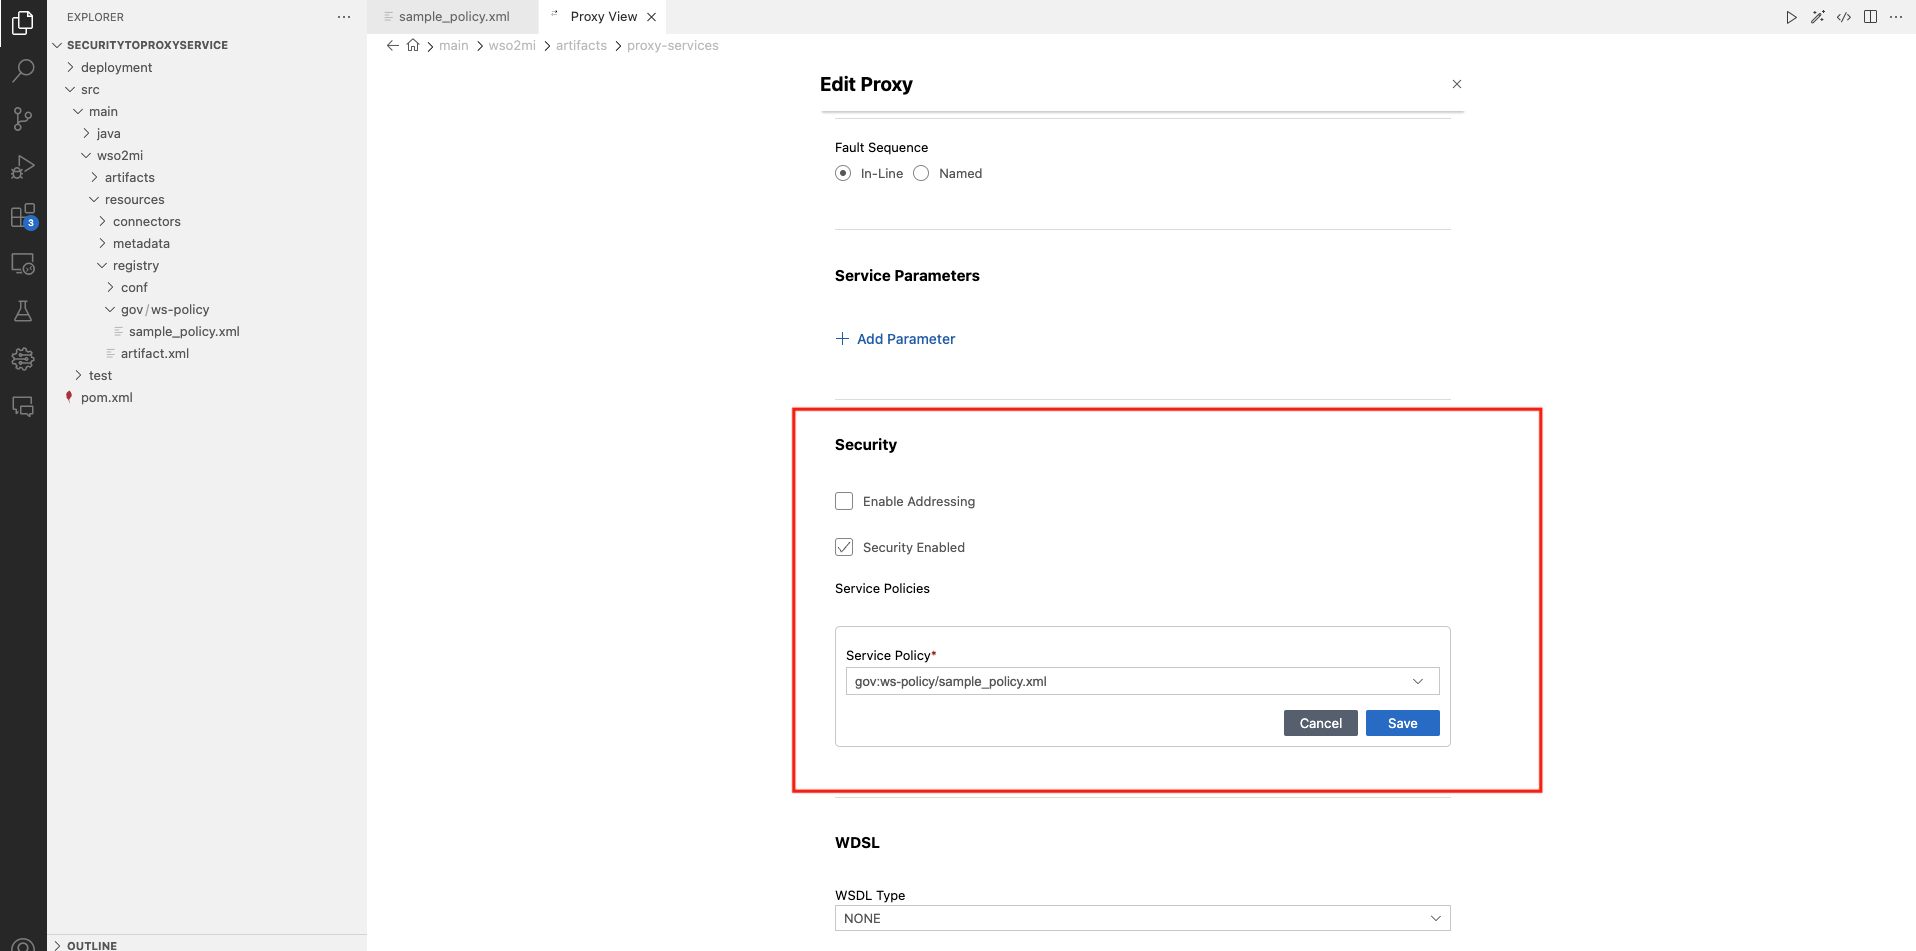 EXPLORER
SECURITYTOPROXYSERVICE
deployment
src
main
java
wso2mi
artifacts
resources
connectors
metadata
registry
conf
gov/ws-policy
sample_policy.xml
artifact.xml
test
pom.xml
OUTLINE
3
sample_policy.xml
Proxy View
main
wso2mi
artifacts
proxy-services
Edit Proxy
Fault Sequence
In-Line Named
Service Parameters
Add Parameter
Security
Enable Addressing
Security Enabled
Service Policies
Service Policy*
gov:ws-policy/sample_policy.xml
Cancel Save
WDSL
WSDL Type
NONE